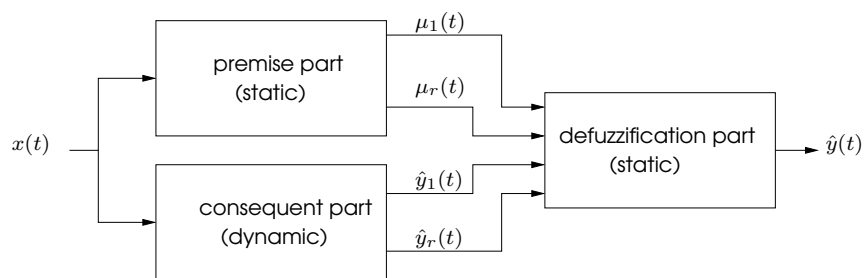 μ₁(t)
premise part
(static)
μᵣ(t)
x(t)
defuzzification part
(static)
ŷ(t)
ŷ₁(t)
consequent part
(dynamic)
ŷᵣ(t)